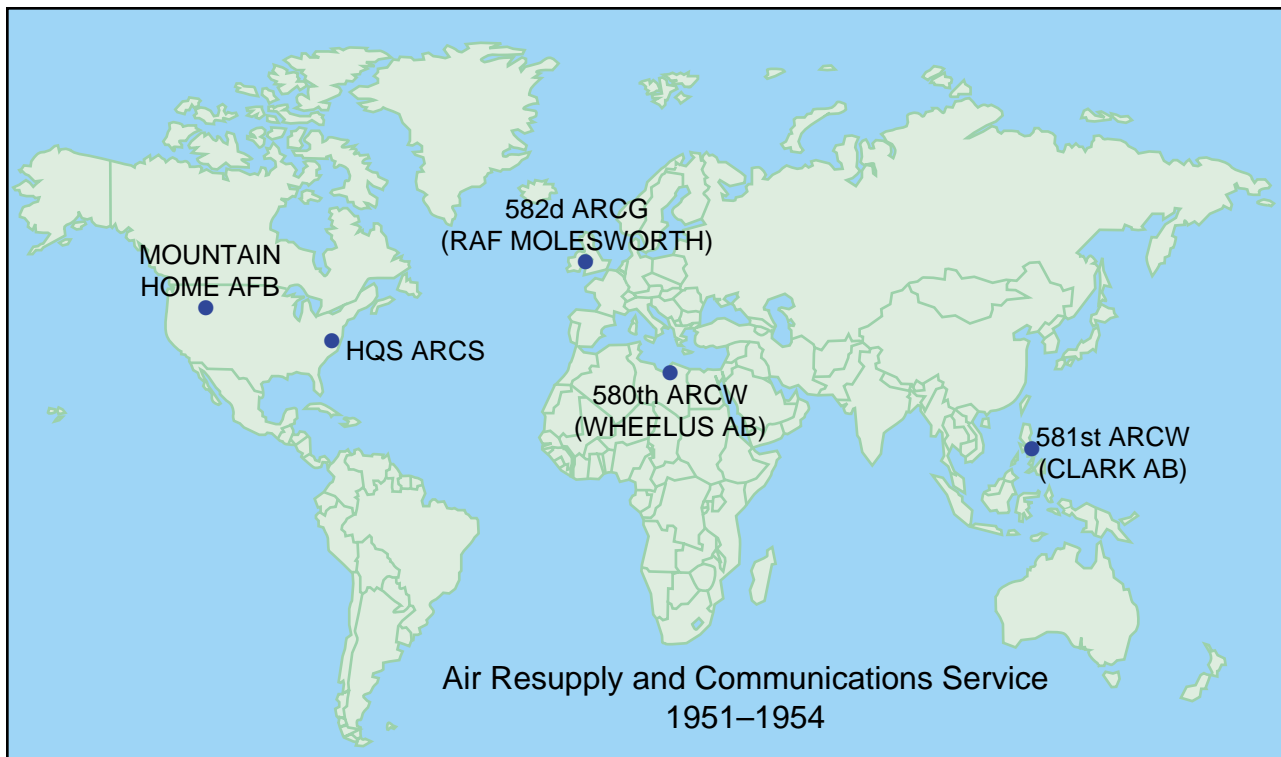 582d ARCG
(RAF MOLESWORTH)
MOUNTAIN
HOME AFB
HQS ARCS
580th ARCW
(WHEELUS AB)
581st ARCW
(CLARK AB)
Air Resupply and Communications Service
1951–1954